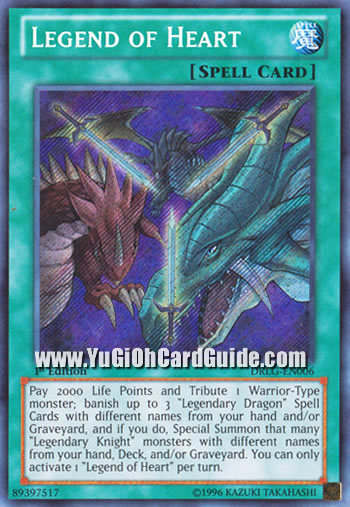 LEGEND OF HEART
魔
[SPELL CARD]
www.YuGiOhCardGuide.com
1st Edition
DRLG-EN006
Pay 2000 Life Points and Tribute 1 Warrior-Type
monster; banish up to 3 "Legendary Dragon" Spell
Cards with different names from your hand and/or
Graveyard, and if you do, Special Summon that many
"Legendary Knight" monsters with different names
from your hand, Deck, and/or Graveyard. You can only
activate 1 "Legend of Heart" per turn.
89397517
©1996 KAZUKI TAKAHASHI